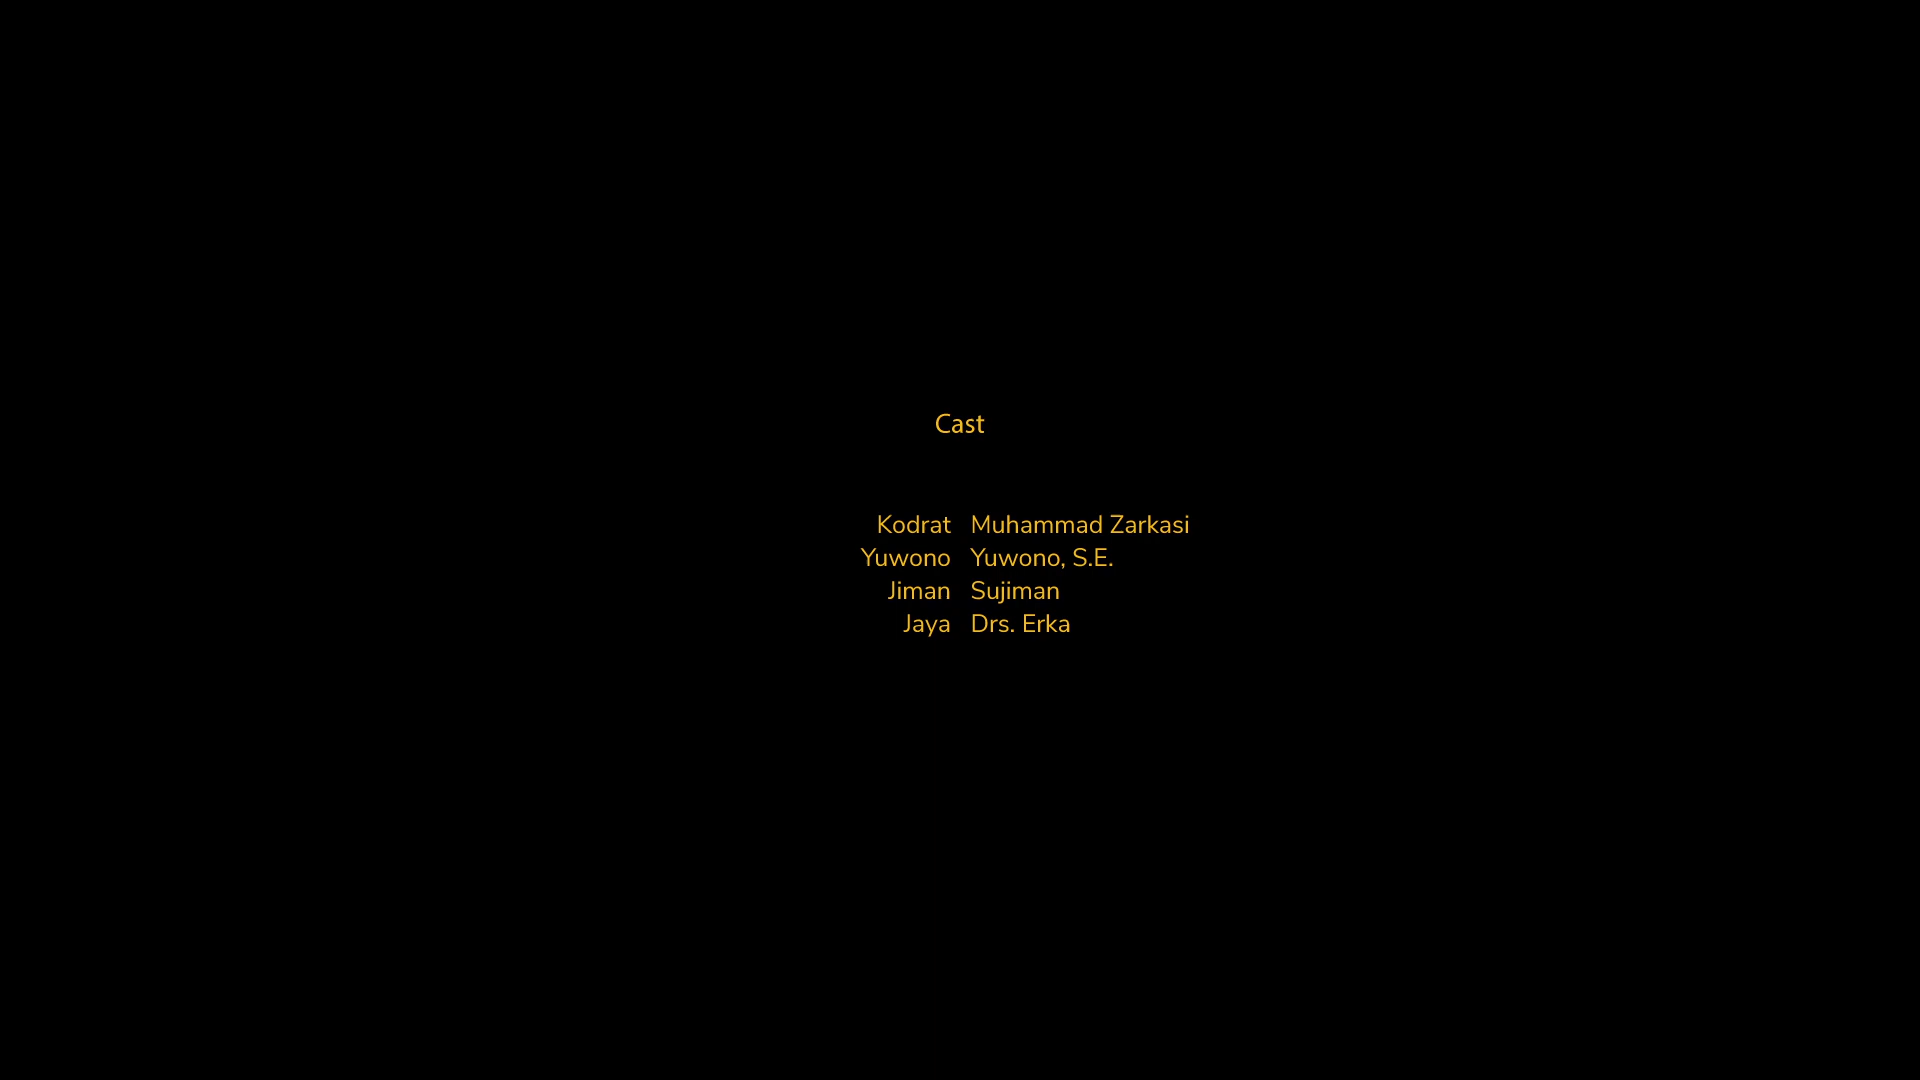 Cast
Kodrat Muhammad Zarkasi
Yuwono Yuwono, S.E.
Jiman Sujiman
Jaya Drs. Erka